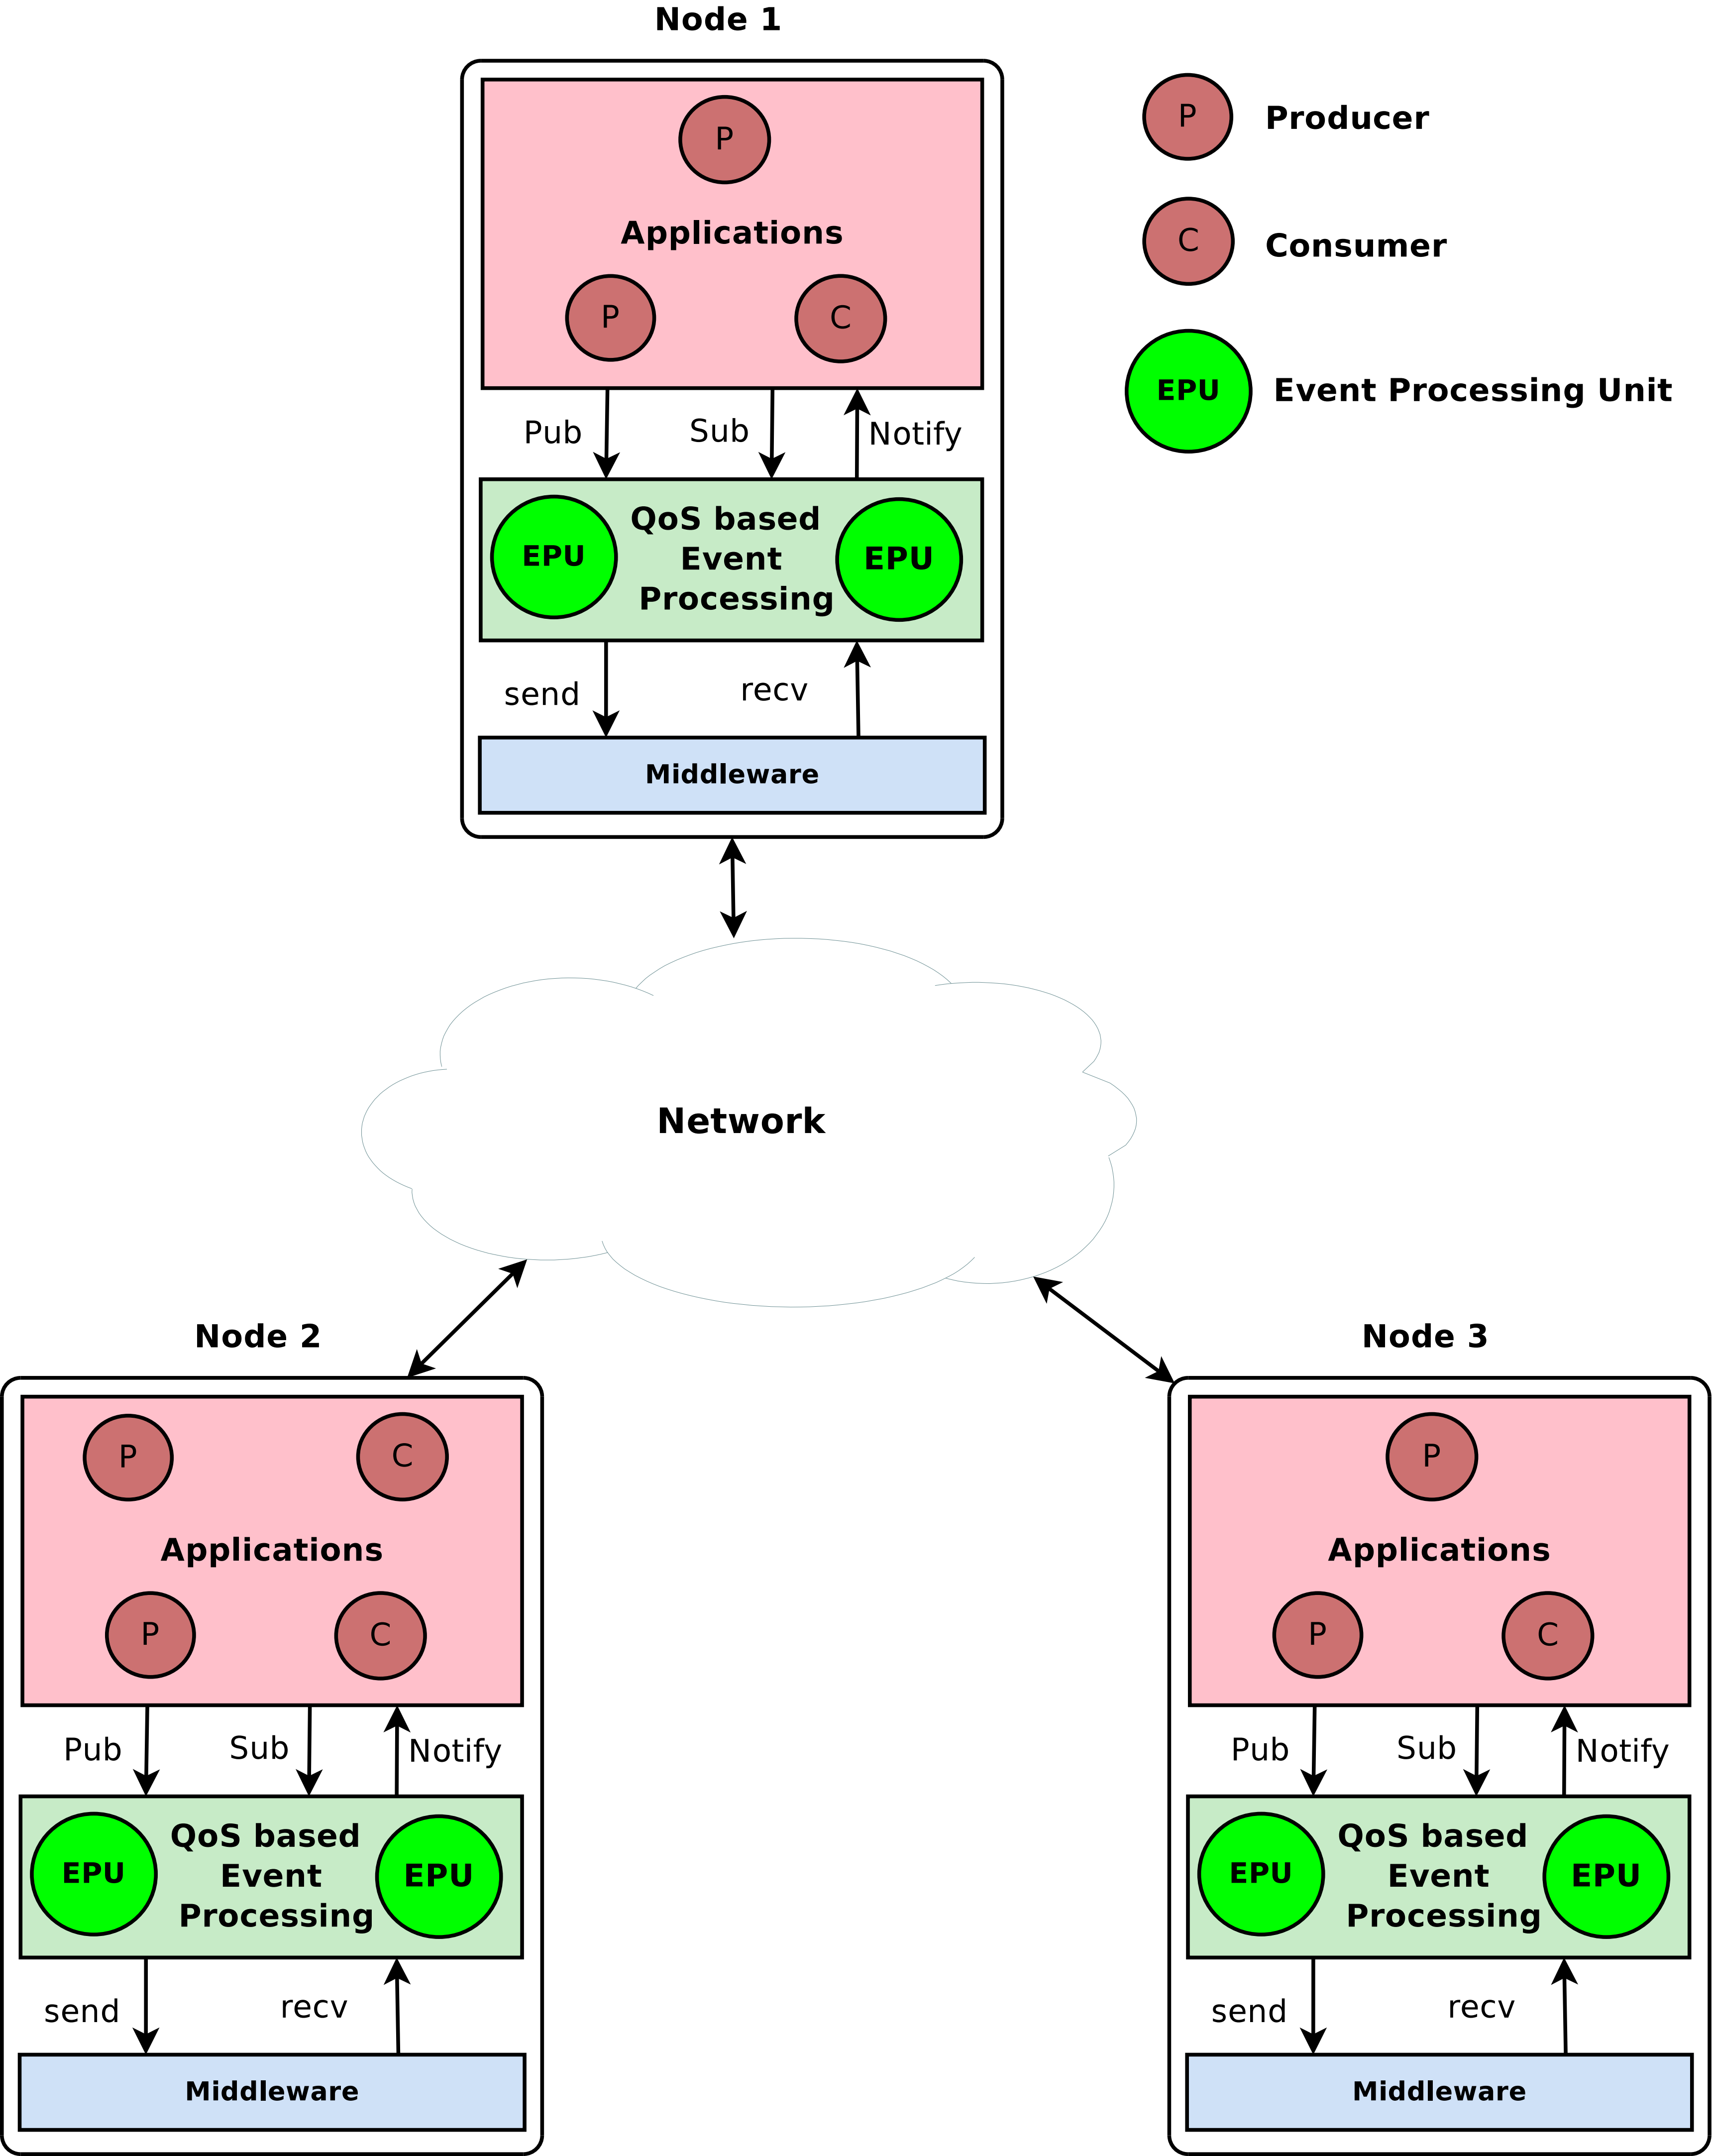 Node 1
P
Applications
P
C
Pub
Sub
Notify
EPU
QoS based
Event
Processing
EPU
send
recv
Middleware
P
Producer
C
Consumer
EPU
Event Processing Unit
Network
Node 2
P
C
Applications
P
C
Pub
Sub
Notify
EPU
QoS based
Event
Processing
EPU
send
recv
Middleware
Node 3
P
Applications
P
C
Pub
Sub
Notify
EPU
QoS based
Event
Processing
EPU
send
recv
Middleware